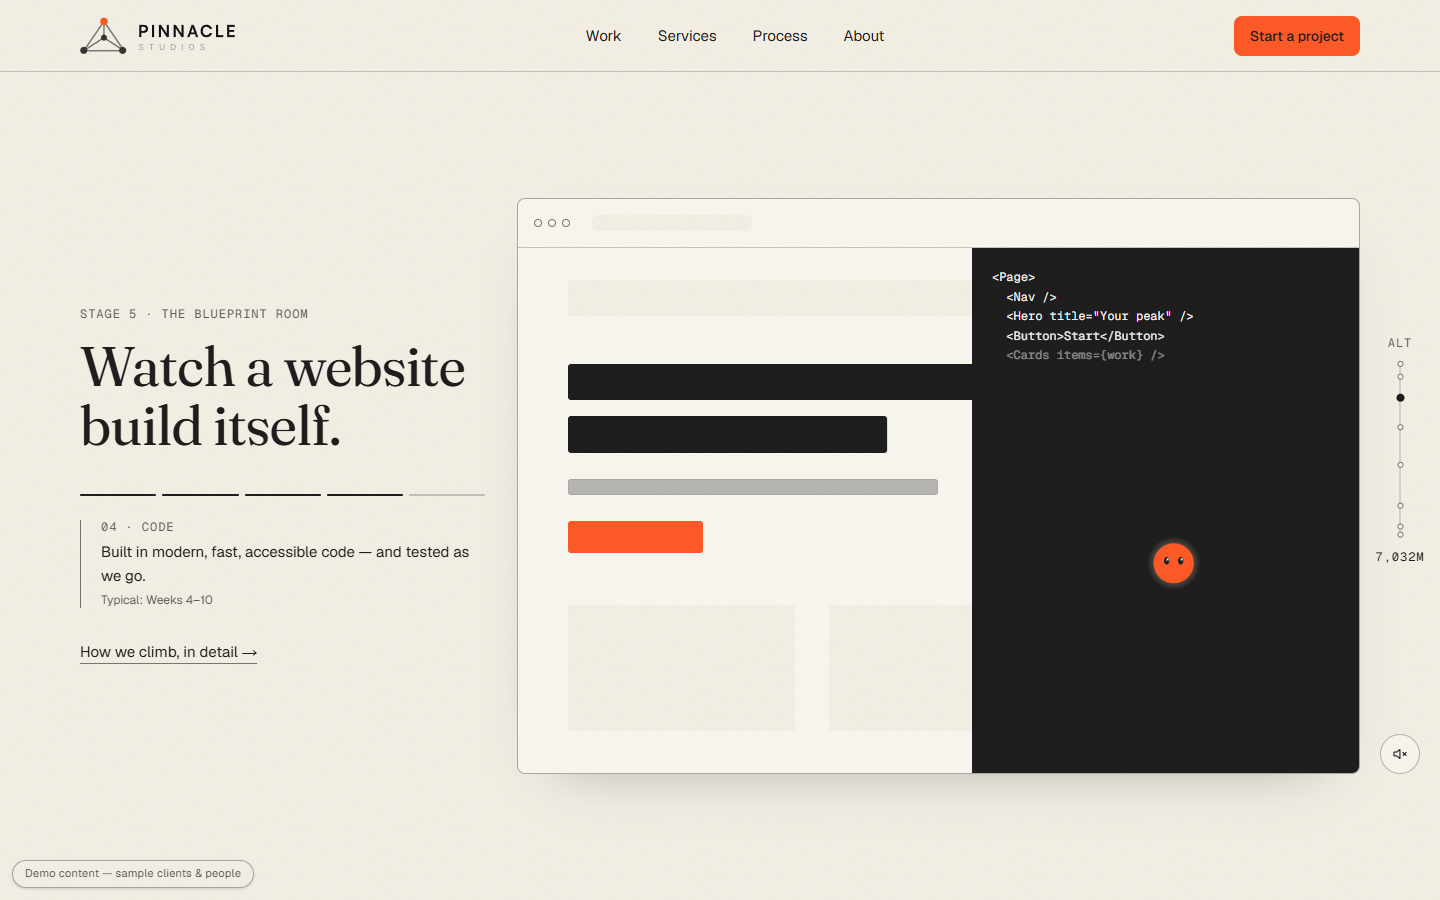 PINNACLE
STUDIOS
Work
Services
Process
About
Start a project
STAGE 5 · THE BLUEPRINT ROOM
Watch a website
build itself.
04 · CODE
Built in modern, fast, accessible code — and tested as
we go.
Typical: Weeks 4–10
How we climb, in detail →
<Page>
<Nav />
<Hero title="Your peak" />
<Button>Start</Button>
<Cards items={work} />
ALT
7,032M
Demo content — sample clients & people